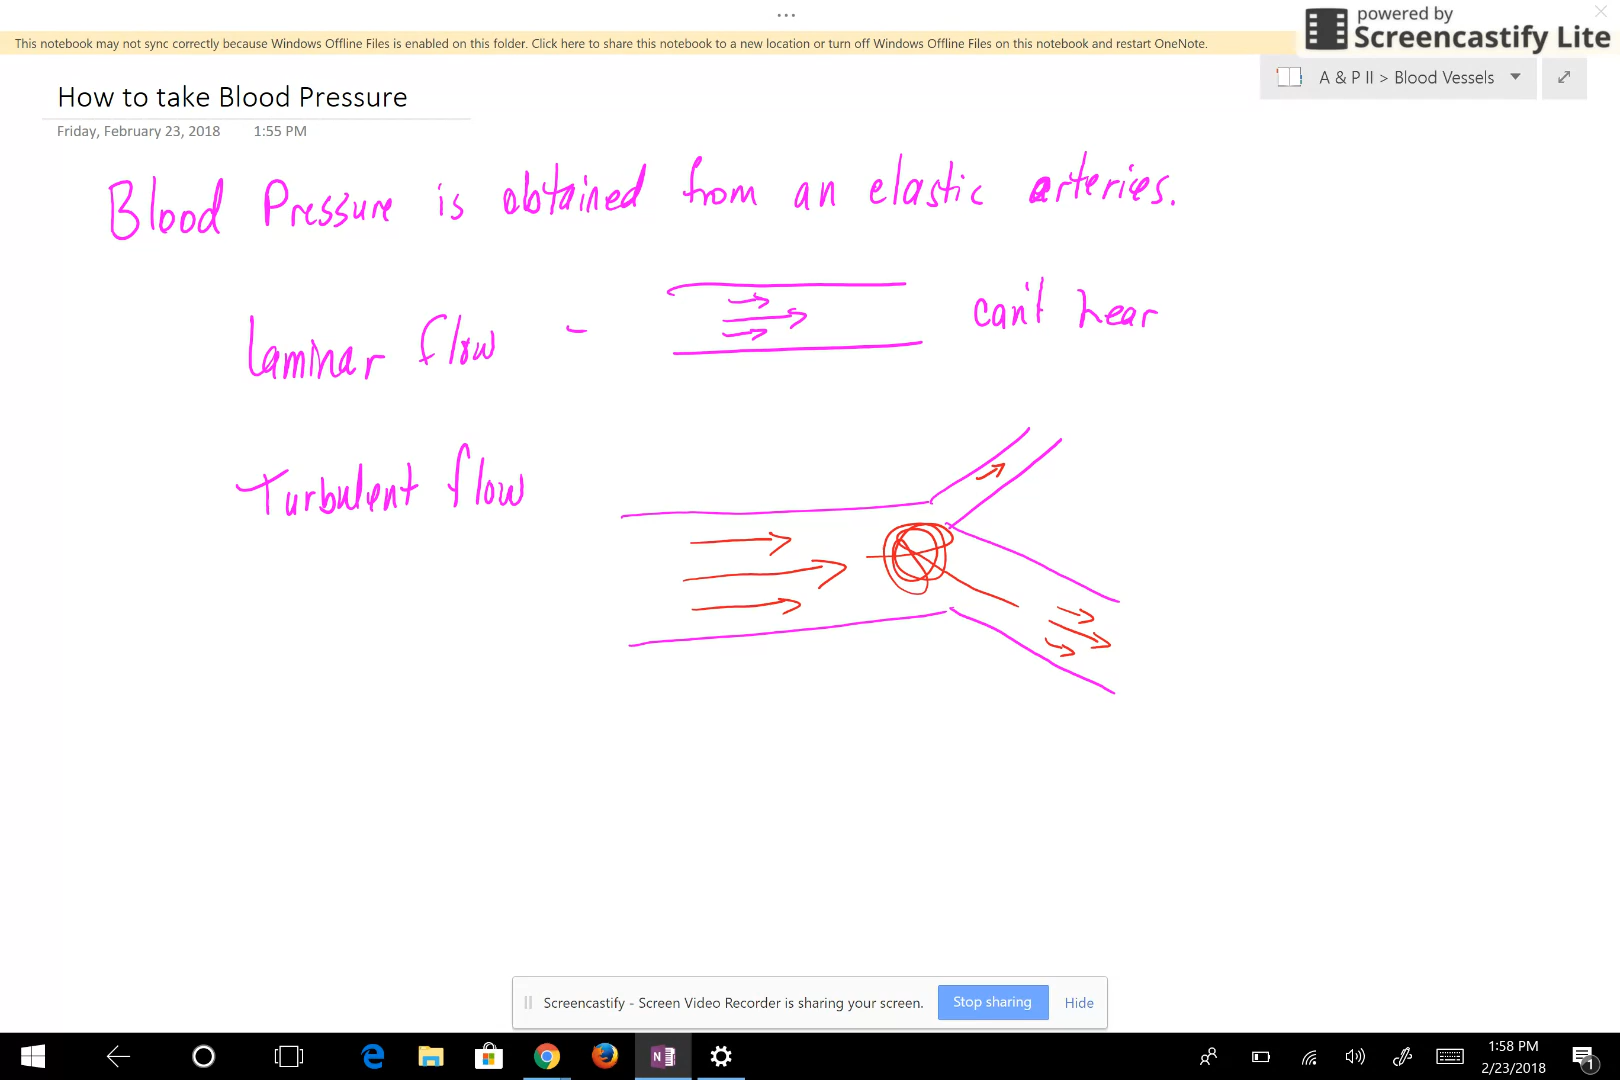 ...
powered by
Screencastify Lite
This notebook may not sync correctly because Windows Offline Files is enabled on this folder. Click here to share this notebook to a new location or turn off Windows Offline Files on this notebook and restart OneNote.
A & P II > Blood Vessels
How to take Blood Pressure
Friday, February 23, 2018 1:55 PM
Blood Pressure is obtained from an elastic arteries.
Laminar flow - can't hear
Turbulent flow
Screencastify - Screen Video Recorder is sharing your screen. Stop sharing Hide
N
1:58 PM
2/23/2018
1